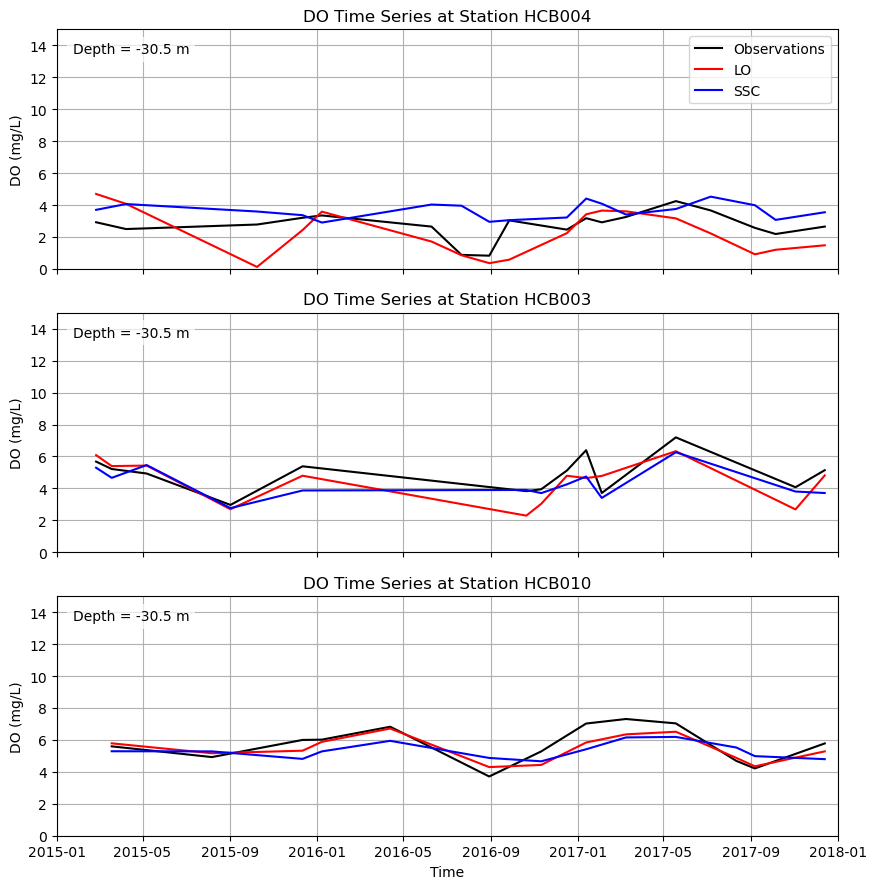 DO Time Series at Station HCB004
Depth = -30.5 m
Observations
LO
SSC
14
12
10
8
6
4
2
0
DO (mg/L)
DO Time Series at Station HCB003
Depth = -30.5 m
14
12
10
8
6
4
2
0
DO (mg/L)
DO Time Series at Station HCB010
Depth = -30.5 m
14
12
10
8
6
4
2
0
DO (mg/L)
2015-01 2015-05 2015-09 2016-01 2016-05 2016-09 2017-01 2017-05 2017-09 2018-01
Time